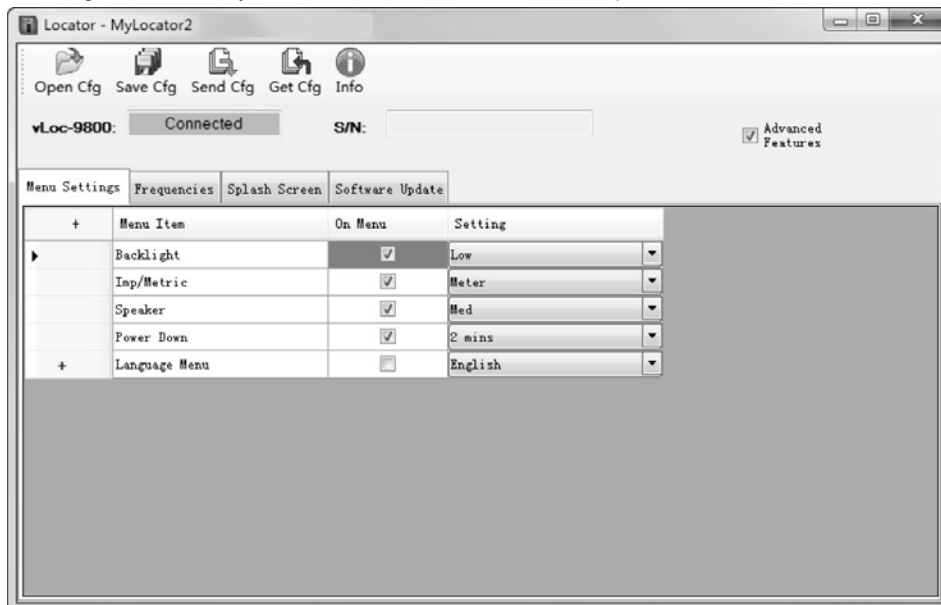 Locator - MyLocator2
Open Cfg Save Cfg Send Cfg Get Cfg Info
vLoc-9800: Connected S/N: Advanced Features
Menu Settings Frequencies Splash Screen Software Update
+ Menu Item On Menu Setting
Backlight Low
Imp/Metric Meter
Speaker Med
Power Down 2 mins
+ Language Menu English